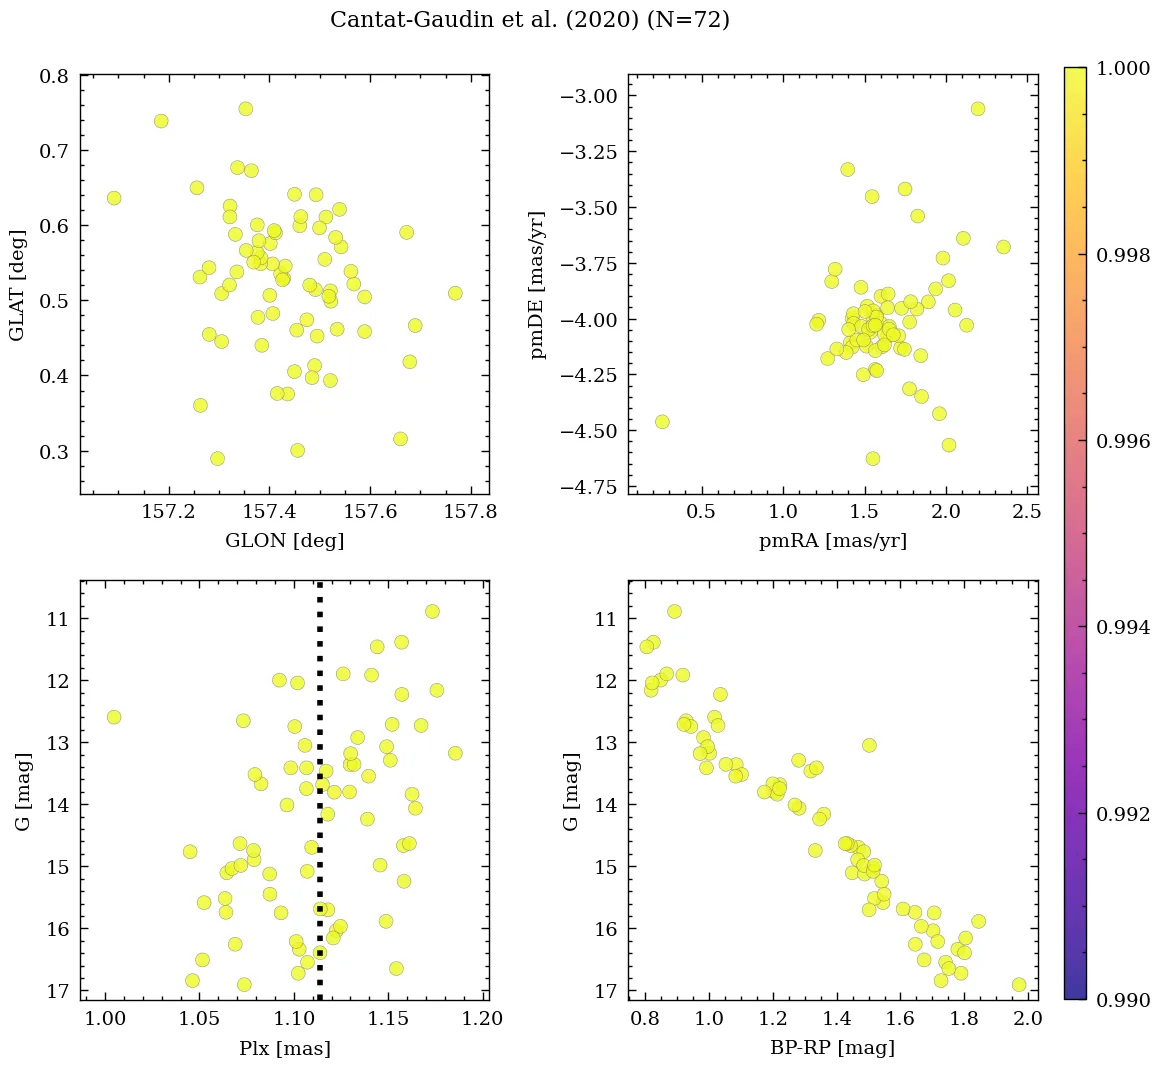 Cantat-Gaudin et al. (2020) (N=72)
0.8
0.7
0.6
0.5
0.4
0.3
GLAT [deg]
157.2 157.4 157.6 157.8
GLON [deg]
−3.00
−3.25
−3.50
−3.75
−4.00
−4.25
−4.50
−4.75
pmDE [mas/yr]
0.5 1.0 1.5 2.0 2.5
pmRA [mas/yr]
11
12
13
14
15
16
17
G [mag]
1.00 1.05 1.10 1.15 1.20
Plx [mas]
11
12
13
14
15
16
17
G [mag]
0.8 1.0 1.2 1.4 1.6 1.8 2.0
BP-RP [mag]
1.000
0.998
0.996
0.994
0.992
0.990